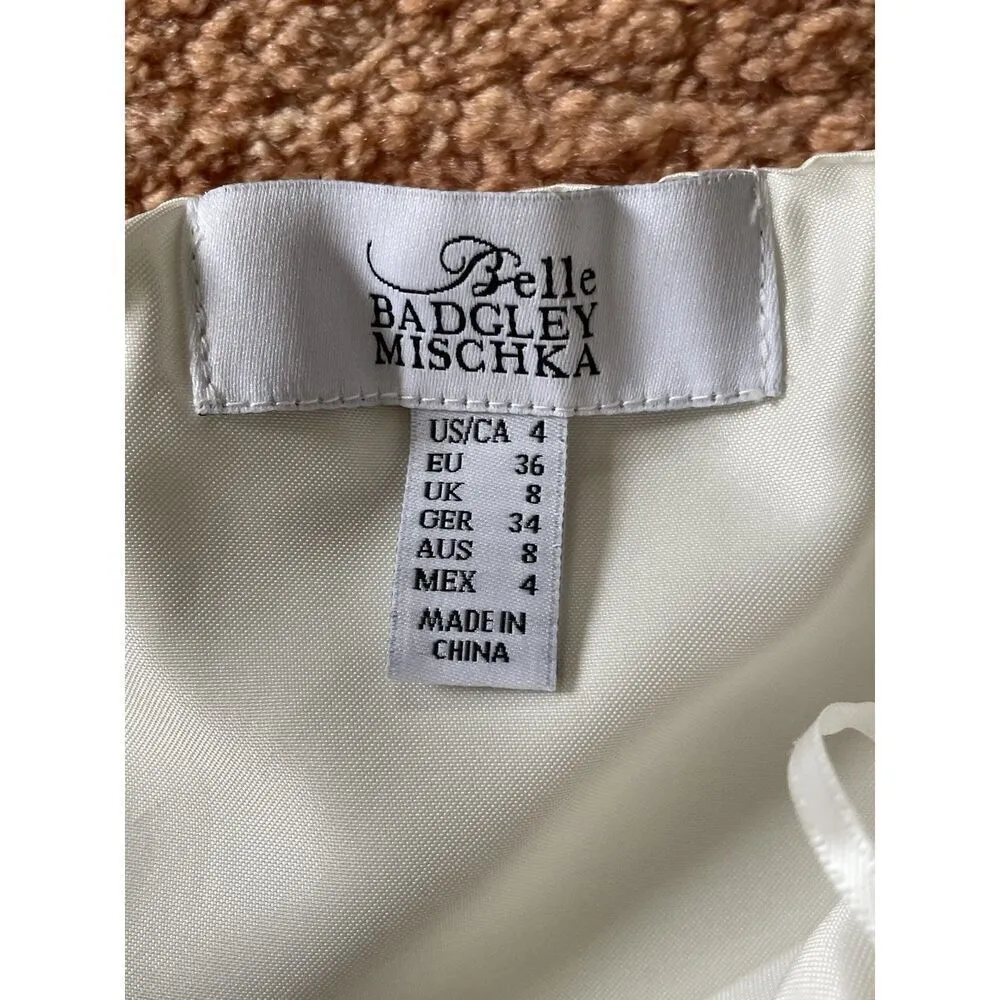 Belle
BADGLEY
MISCHKA
US/CA 4
EU 36
UK 8
GER 34
AUS 8
MEX 4
MADE IN
CHINA